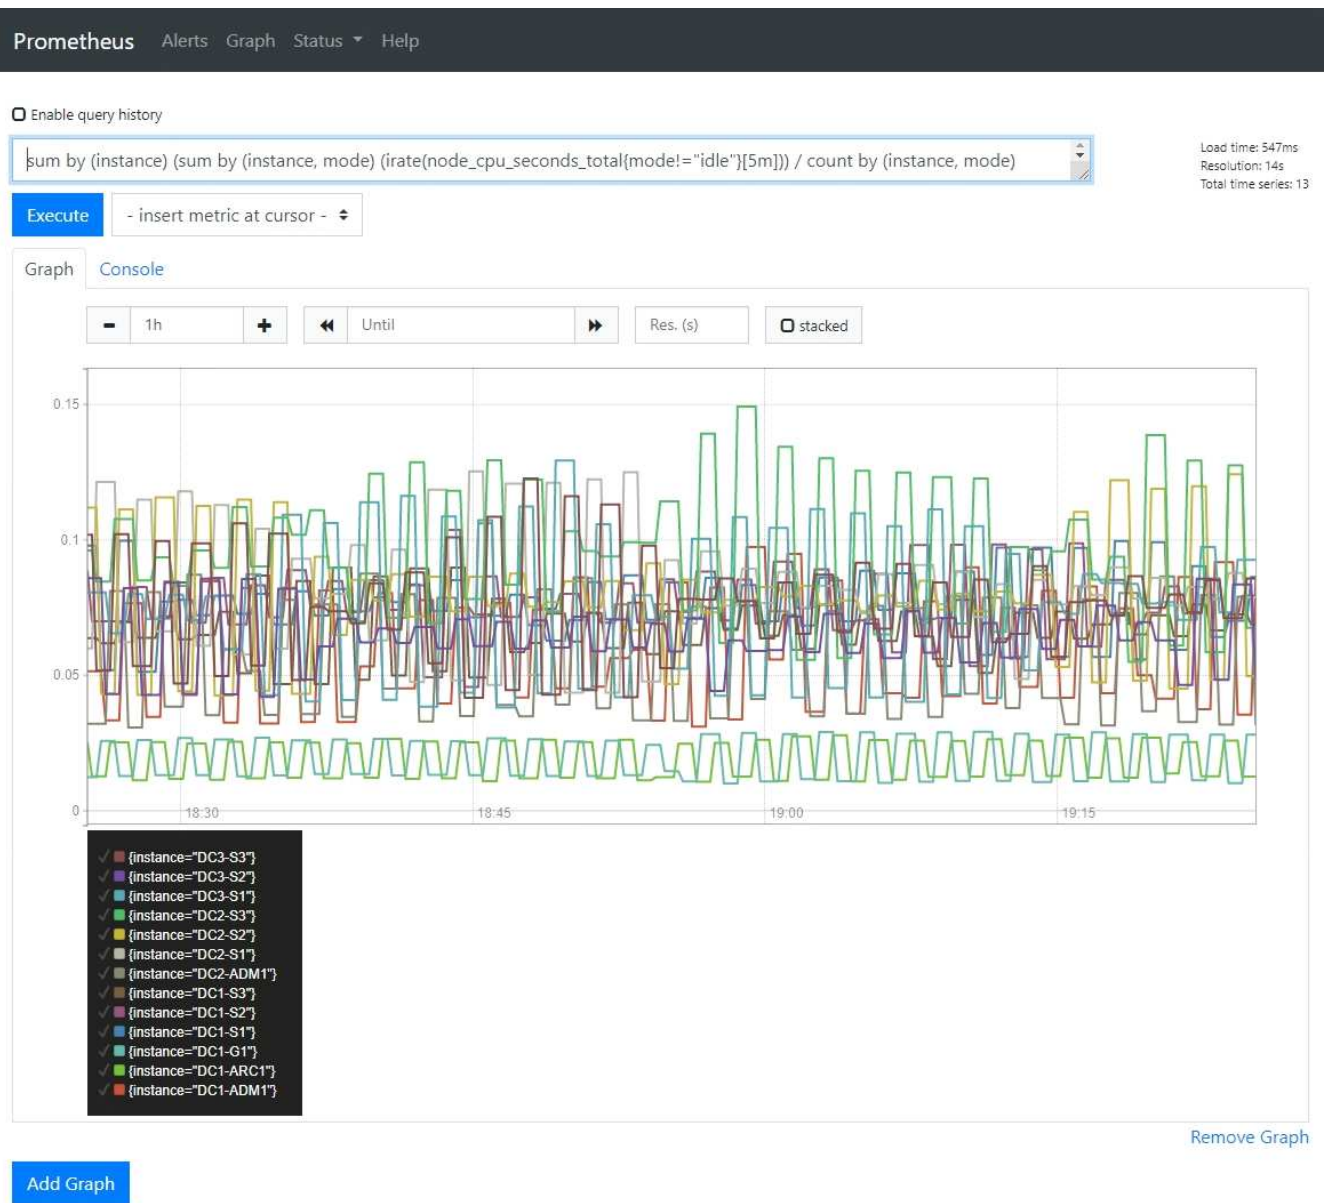 Prometheus Alerts Graph Status Help
Enable query history
sum by (instance) (sum by (instance, mode) (irate(node_cpu_seconds_total{mode!="idle"}[5m])) / count by (instance, mode)
Load time: 547ms
Resolution: 14s
Total time series: 13
Execute - insert metric at cursor -
Graph Console
1h Until Res. (s) stacked
0.15
0.1
0.05
0
18:30 18:45 19:00 19:15
{instance="DC3-S3"}
{instance="DC3-S2"}
{instance="DC3-S1"}
{instance="DC2-S3"}
{instance="DC2-S2"}
{instance="DC2-S1"}
{instance="DC2-ADM1"}
{instance="DC1-S3"}
{instance="DC1-S2"}
{instance="DC1-S1"}
{instance="DC1-G1"}
{instance="DC1-ARC1"}
{instance="DC1-ADM1"}
Remove Graph
Add Graph